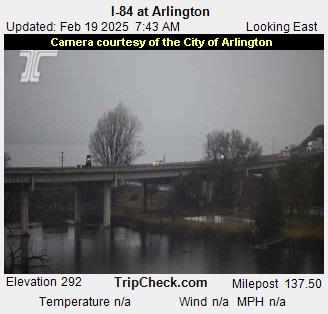 I-84 at Arlington
Updated: Feb 19 2025 7:43 AM Looking East
Camera courtesy of the City of Arlington
Elevation 292 TripCheck.com Milepost 137.50
Temperature n/a Wind n/a MPH n/a